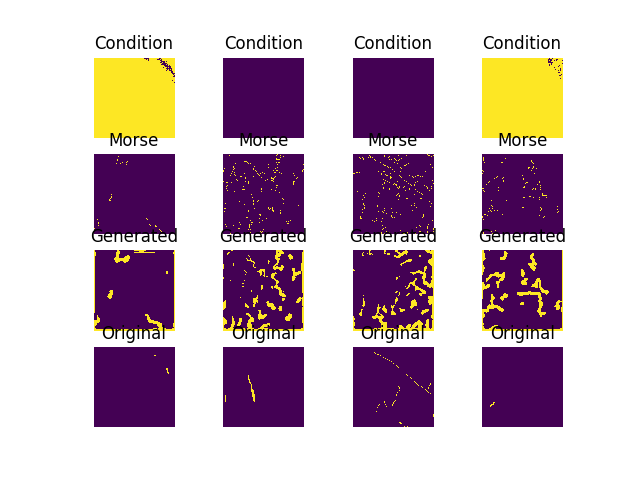 Condition Condition Condition Condition
Morse Morse Morse Morse
Generated Generated Generated Generated
Original Original Original Original